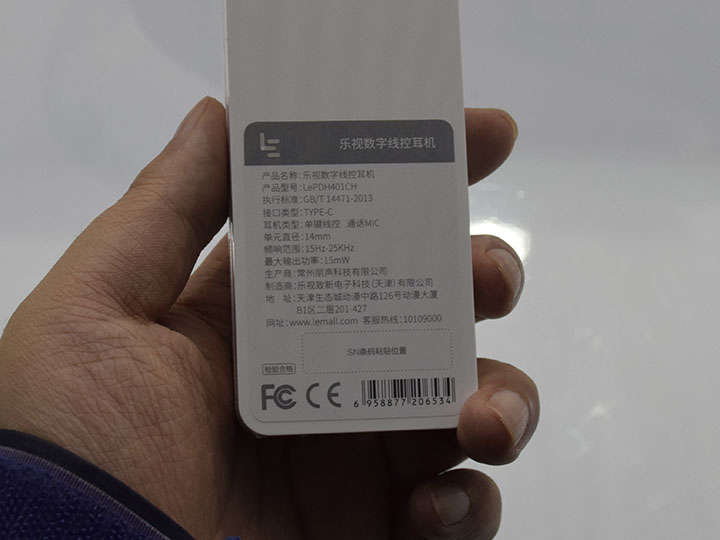 LE
乐视数字线控耳机
产品名称：乐视数字线控耳机
产品型号：LePDH401CH
执行标准：GB/T 14471-2013
接口类型：TYPE-C
耳机类型：单键线控 通话MIC
单元直径：14mm
频响范围：15Hz-25KHz
最大输出功率：15mW
生产商：常州丽声科技有限公司
制造商：乐视致新电子科技(天津)有限公司
地 址：天津生态城动漫中路126号动漫大厦
B1区二层201-427
网址：www.lemall.com 客服热线：10109000
SN条码粘贴位置
检验合格
FC CE
6 958877 206534